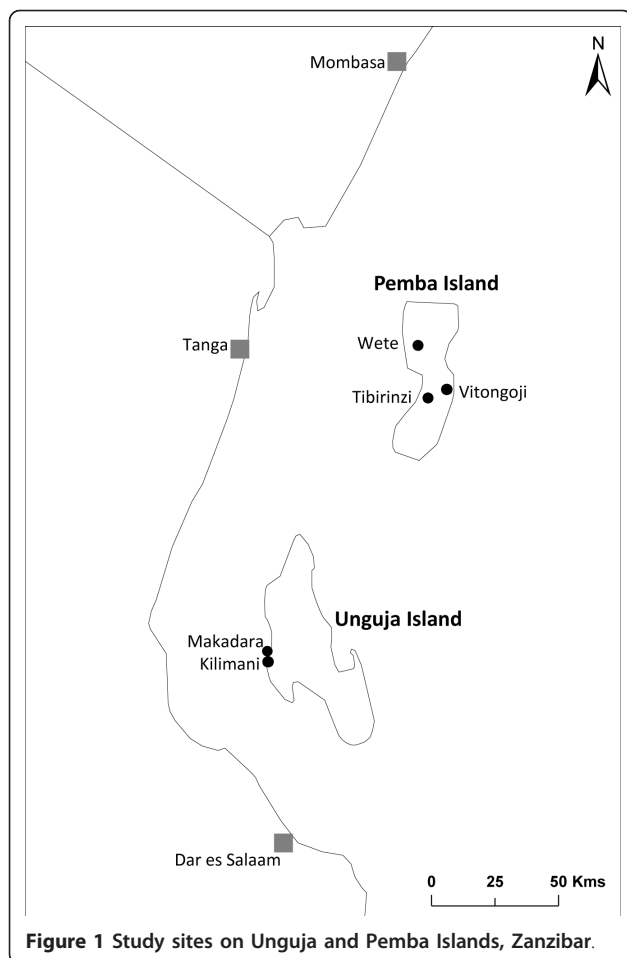 N
Mombasa
Pemba Island
Wete
Tanga
Vitongoji
Tibirinzi
Unguja Island
Makadara
Kilimani
Dar es Salaam
0 25 50 Kms
Figure 1 Study sites on Unguja and Pemba Islands, Zanzibar.